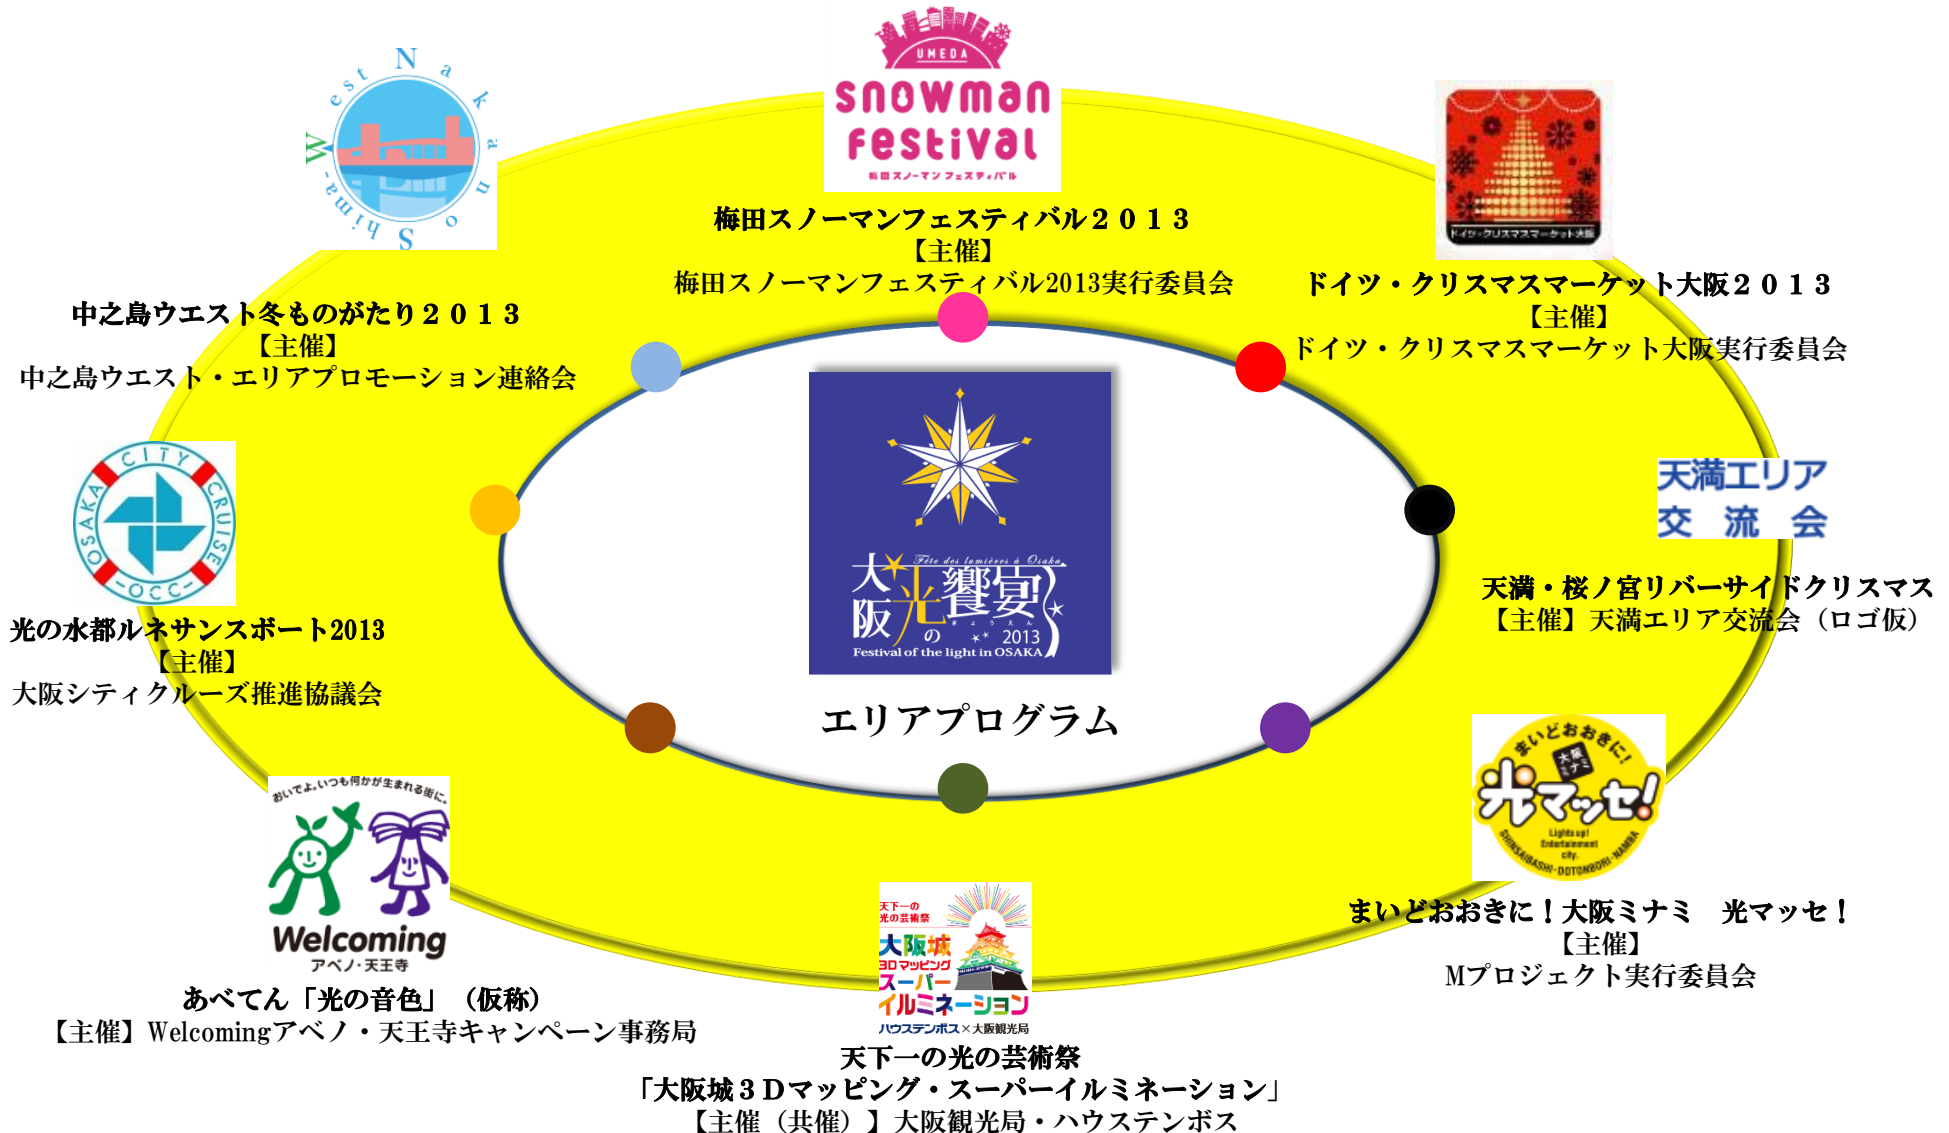 UMEDA
snowman
festival
梅田スノーマンフェスティバル
梅田スノーマンフェスティバル２０１３
【主催】
梅田スノーマンフェスティバル2013実行委員会
West NakanoShima-
中之島ウエスト冬ものがたり２０１３
【主催】
中之島ウエスト・エリアプロモーション連絡会
ドイツ・クリスマスマーケット大阪
ドイツ・クリスマスマーケット大阪２０１３
【主催】
ドイツ・クリスマスマーケット大阪実行委員会
OSAKA CITY CRUISE
-OCC-
光の水都ルネサンスボート2013
【主催】
大阪シティクルーズ推進協議会
天満エリア
交流会
天満・桜ノ宮リバーサイドクリスマス
【主催】天満エリア交流会（ロゴ仮）
Fête des lumières à Osaka
大阪光の饗宴
きょうえん
2013
Festival of the light in OSAKA
エリアプログラム
おいでよ、いつも何かが生まれる街に。
Welcoming
アベノ・天王寺
あべてん「光の音色」（仮称）
【主催】Welcomingアベノ・天王寺キャンペーン事務局
天下一の
光の芸術祭
大阪城
3Dマッピング
スーパー
イルミネーション
ハウステンボス×大阪観光局
天下一の光の芸術祭
「大阪城３Ｄマッピング・スーパーイルミネーション」
【主催（共催）】大阪観光局・ハウステンボス
まいどおおきに！
大阪
ミナミ
光マッセ！
Lights up!
Entertainment
city.
SHINSAIBASHI・DOTONBORI・NAMBA
まいどおおきに！大阪ミナミ　光マッセ！
【主催】
Mプロジェクト実行委員会